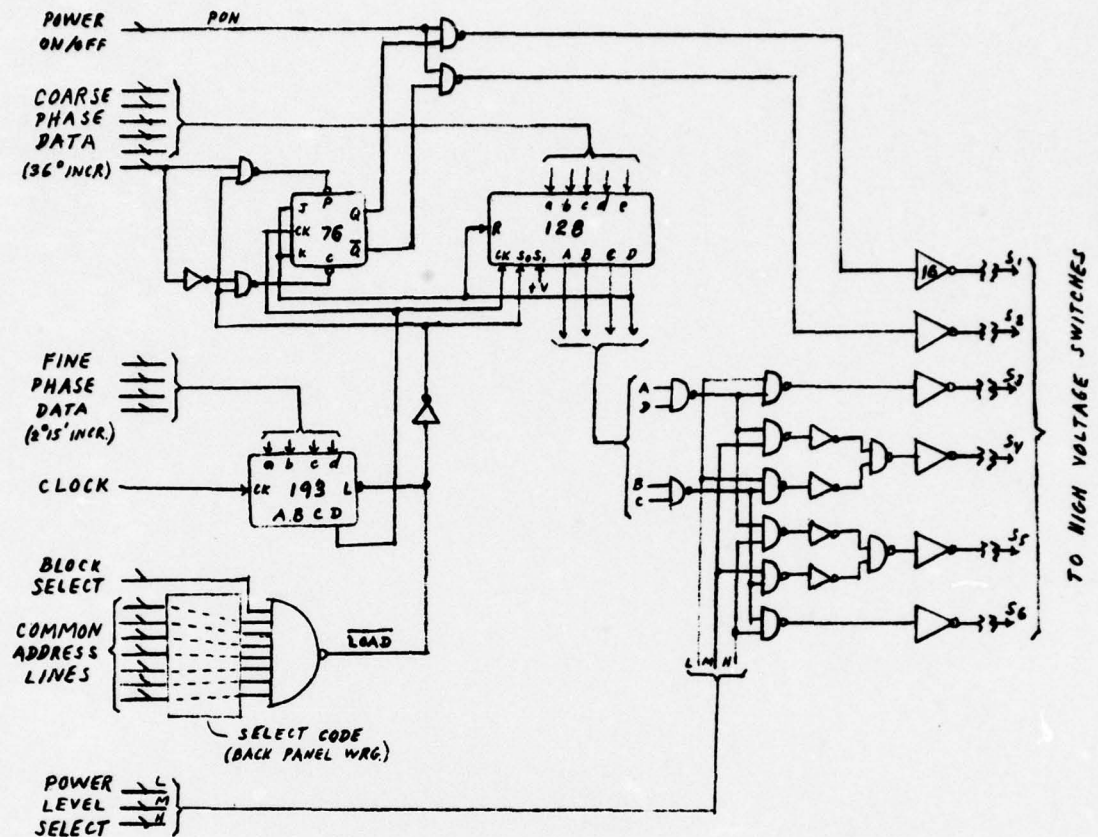 POWER
ON/OFF
PON
COARSE
PHASE
DATA
(36° INCR)
J
P
Q
CK
76
K
Q̅
C
a b c d e
R
128
CK S0 S1 A B C D
+V
16
S1
S2
S3
S4
S5
S6
TO HIGH VOLTAGE SWITCHES
FINE
PHASE
DATA
(2°15' INCR.)
a b c d
CK
193
L
A B C D
CLOCK
A
D
B
C
BLOCK
SELECT
COMMON
ADDRESS
LINES
LOAD
SELECT CODE
(BACK PANEL WRG.)
L M H
POWER
LEVEL
SELECT
L
M
H